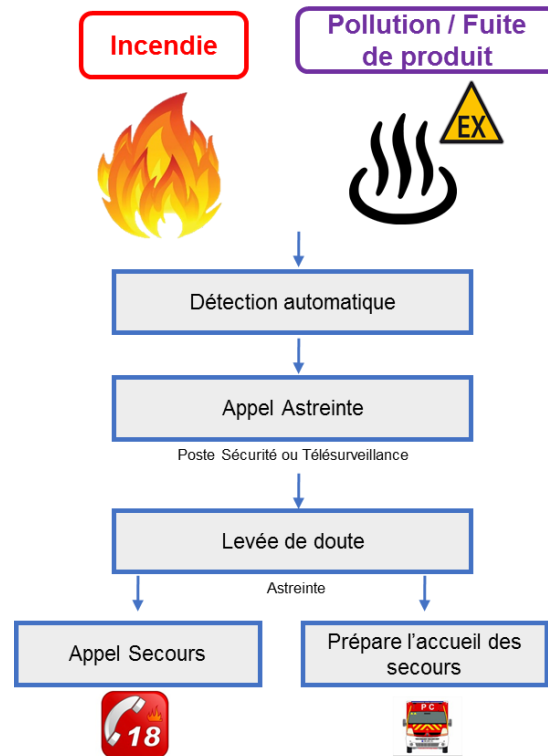 Incendie
Pollution / Fuite
de produit
EX
Détection automatique
Appel Astreinte
Poste Sécurité ou Télésurveillance
Levée de doute
Astreinte
Appel Secours
Prépare l’accueil des
secours
18
P C